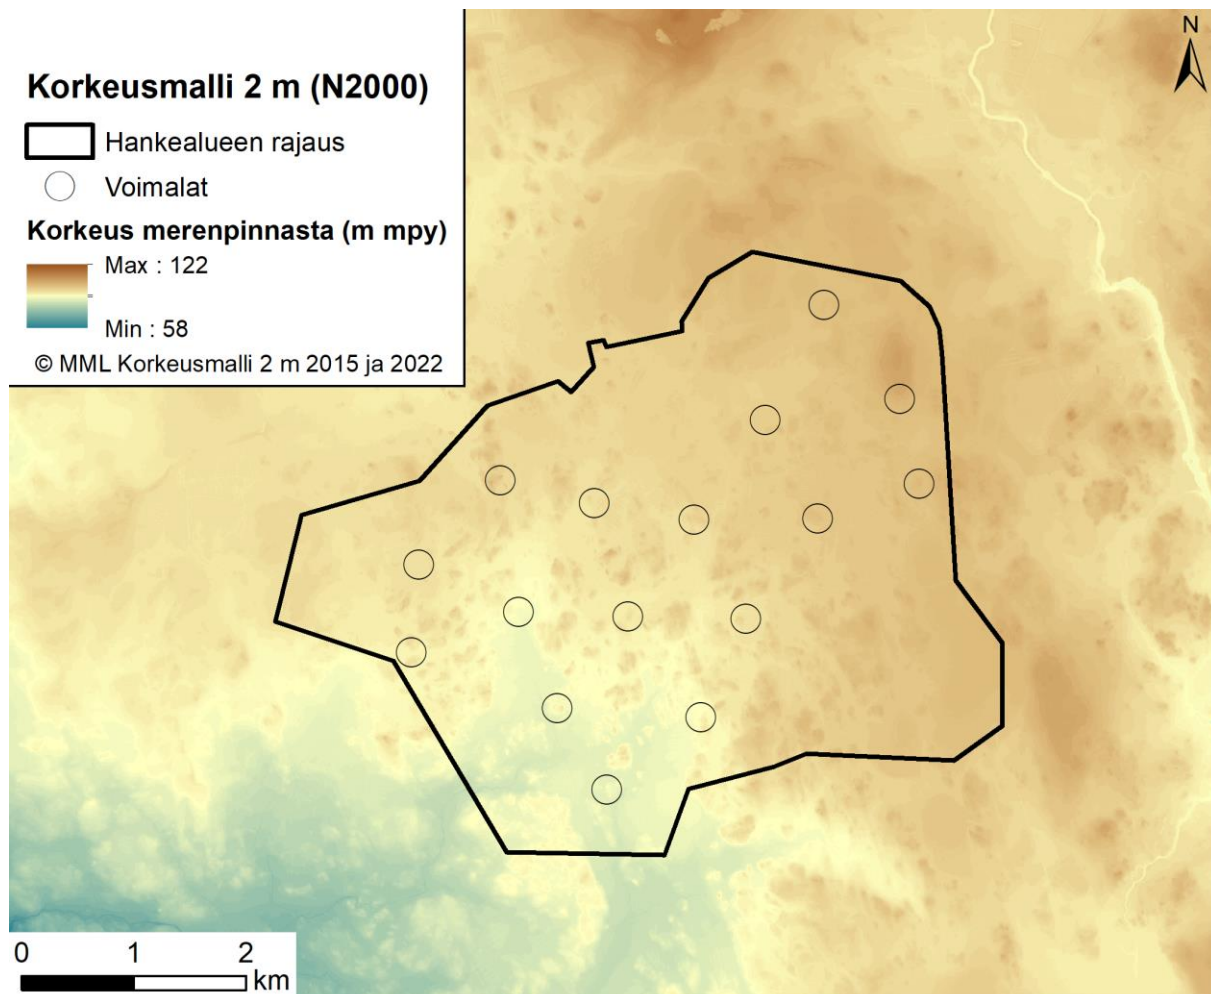 Korkeusmalli 2 m (N2000)
Hankealueen rajaus
Voimalat
Korkeus merenpinnasta (m mpy)
Max : 122
Min : 58
© MML Korkeusmalli 2 m 2015 ja 2022
N
0 1 2
km